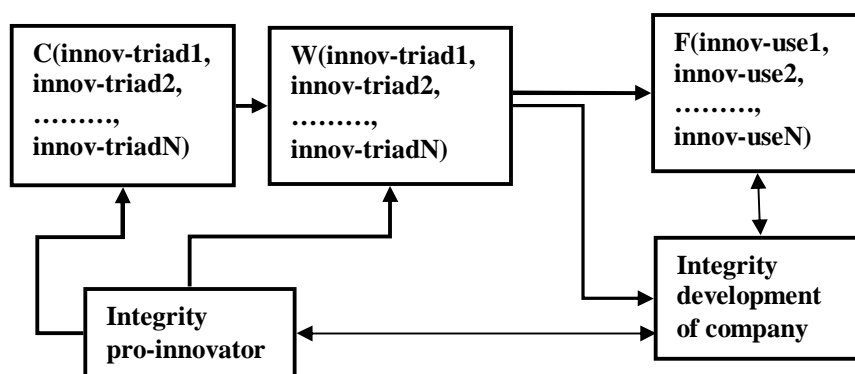 C(innov-triad1,
innov-triad2,
………,
innov-triadN)
W(innov-triad1,
innov-triad2,
………,
innov-triadN)
F(innov-use1,
innov-use2,
………,
innov-useN)
Integrity
pro-innovator
Integrity
development
of company